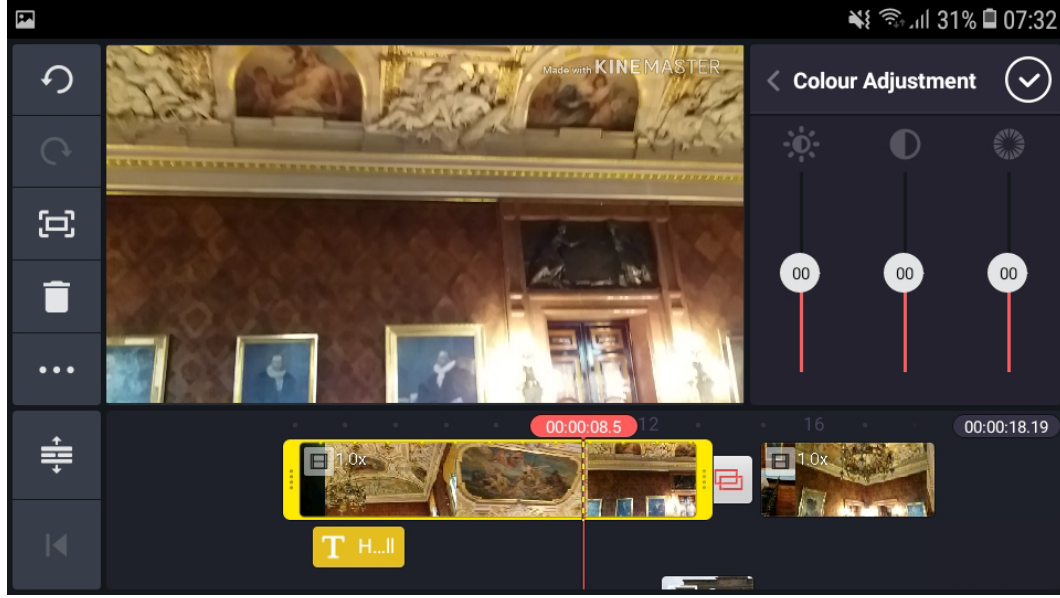 31% 07:32
Made with KINEMASTER
Colour Adjustment
00 00 00
00:00:08.5 12 16 00:00:18.19
1.0x 1.0x
T H...ll